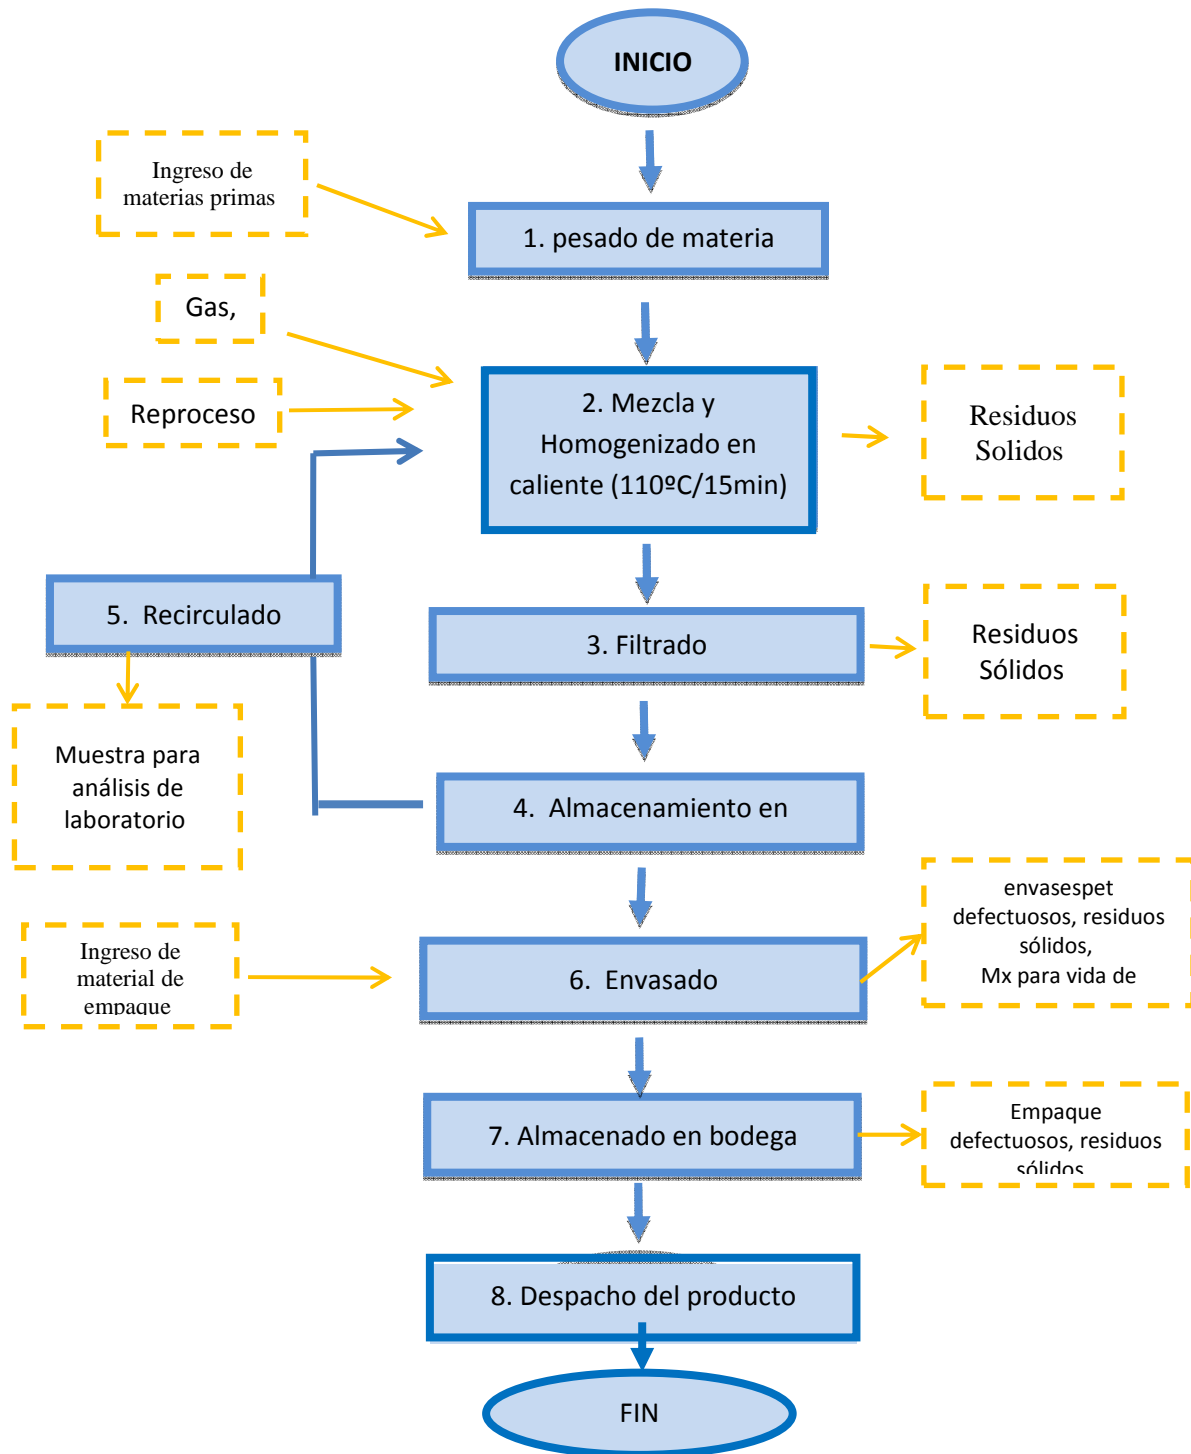 INICIO
Ingreso de
materias primas
1. pesado de materia
Gas,
Reproceso
2. Mezcla y
Homogenizado en
caliente (110ºC/15min)
Residuos
Solidos
5. Recirculado
3. Filtrado
Residuos
Sólidos
Muestra para
análisis de
laboratorio
4. Almacenamiento en
envasespet
defectuosos, residuos
sólidos,
Mx para vida de
Ingreso de
material de
empaque
6. Envasado
7. Almacenado en bodega
Empaque
defectuosos, residuos
sólidos
8. Despacho del producto
FIN